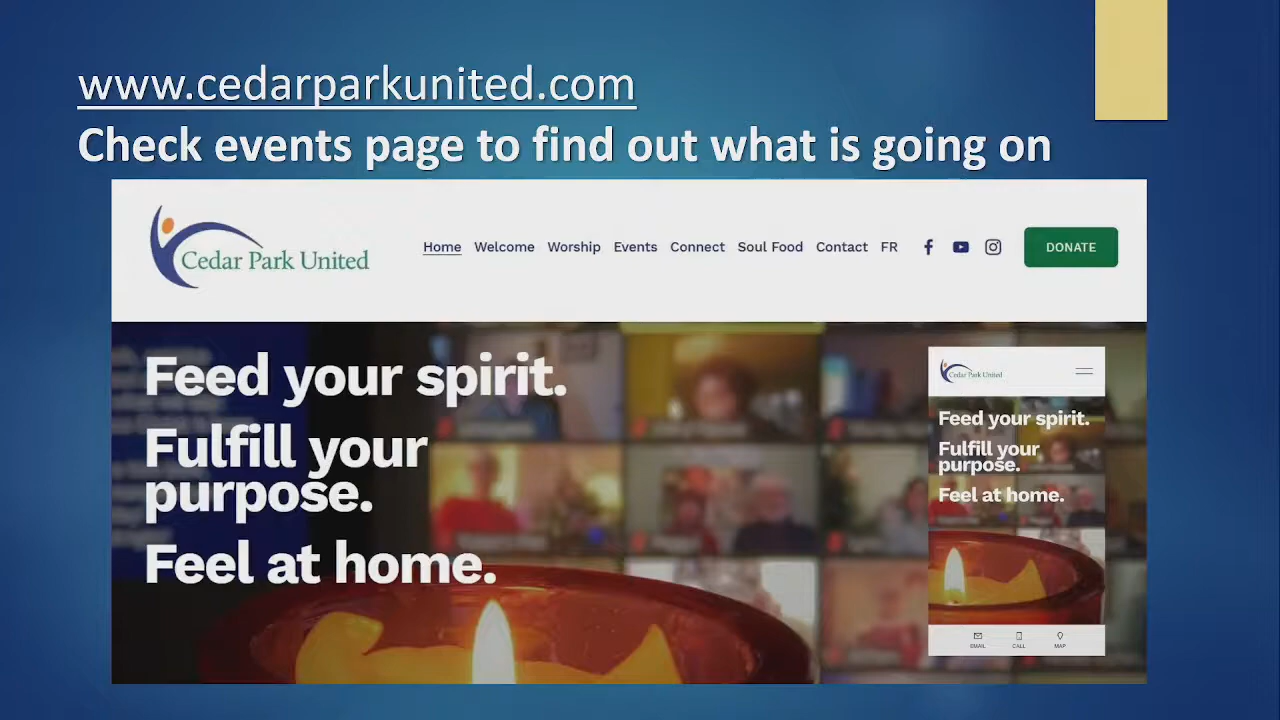 www.cedarparkunited.com
Check events page to find out what is going on
Cedar Park United
Home Welcome Worship Events Connect Soul Food Contact FR
DONATE
Feed your spirit.
Fulfill your
purpose.
Feel at home.
Cedar Park United
Feed your spirit.
Fulfill your
purpose.
Feel at home.
EMAIL CALL MAP